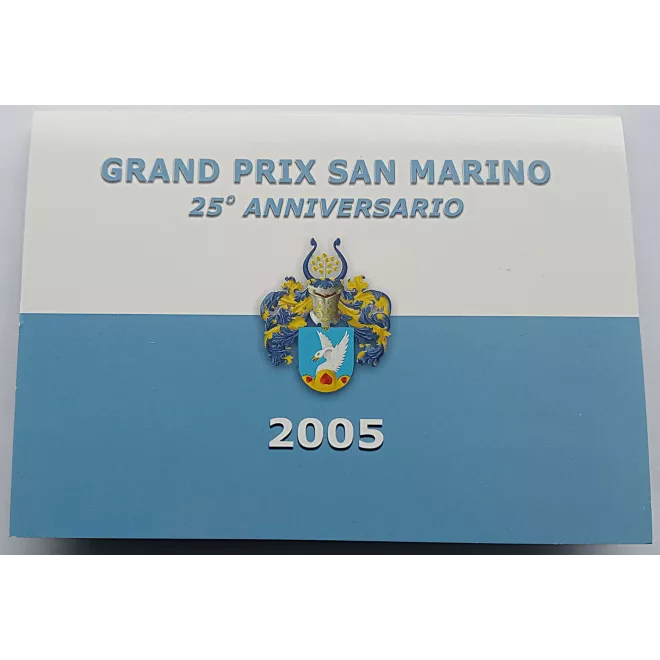 GRAND PRIX SAN MARINO
25° ANNIVERSARIO
2005